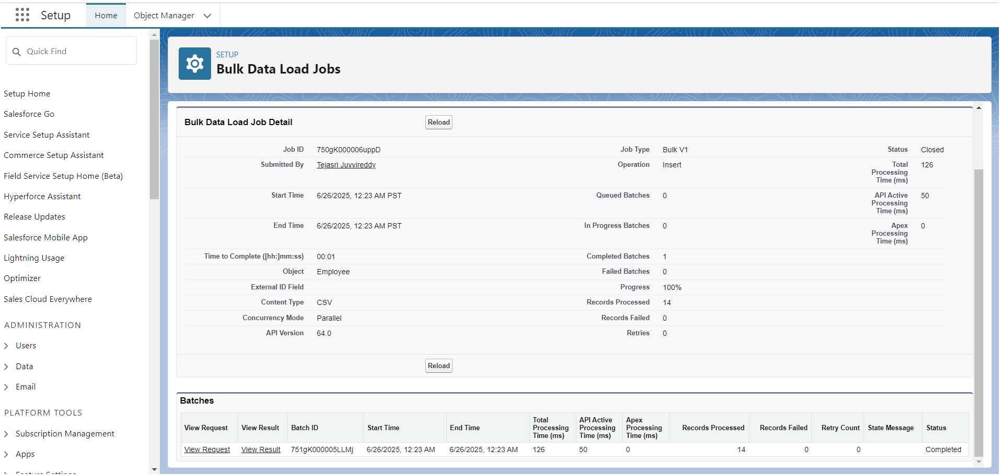 Setup
Home
Object Manager
Quick Find
Setup Home
Salesforce Go
Service Setup Assistant
Commerce Setup Assistant
Field Service Setup Home (Beta)
Hyperforce Assistant
Release Updates
Salesforce Mobile App
Lightning Usage
Optimizer
Sales Cloud Everywhere
ADMINISTRATION
Users
Data
Email
PLATFORM TOOLS
Subscription Management
Apps
Feature Settings
SETUP
Bulk Data Load Jobs
Bulk Data Load Job Detail
Reload
Job ID 750gK000006uppD Job Type Bulk V1 Status Closed
Submitted By Tejasri Juvvireddy Operation Insert Total Processing Time (ms) 126
Start Time 6/26/2025, 12:23 AM PST Queued Batches 0 API Active Processing Time (ms) 50
End Time 6/26/2025, 12:23 AM PST In Progress Batches 0 Apex Processing Time (ms) 0
Time to Complete ([hh:]mm:ss) 00:01 Completed Batches 1
Object Employee Failed Batches 0
External ID Field Progress 100%
Content Type CSV Records Processed 14
Concurrency Mode Parallel Records Failed 0
API Version 64.0 Retries 0
Reload
Batches
View Request View Result Batch ID Start Time End Time Total Processing Time (ms) API Active Processing Time (ms) Apex Processing Time (ms) Records Processed Records Failed Retry Count State Message Status
View Request View Result 751gK000005LLMj 6/26/2025, 12:23 AM 6/26/2025, 12:23 AM 126 50 0 14 0 0 Completed